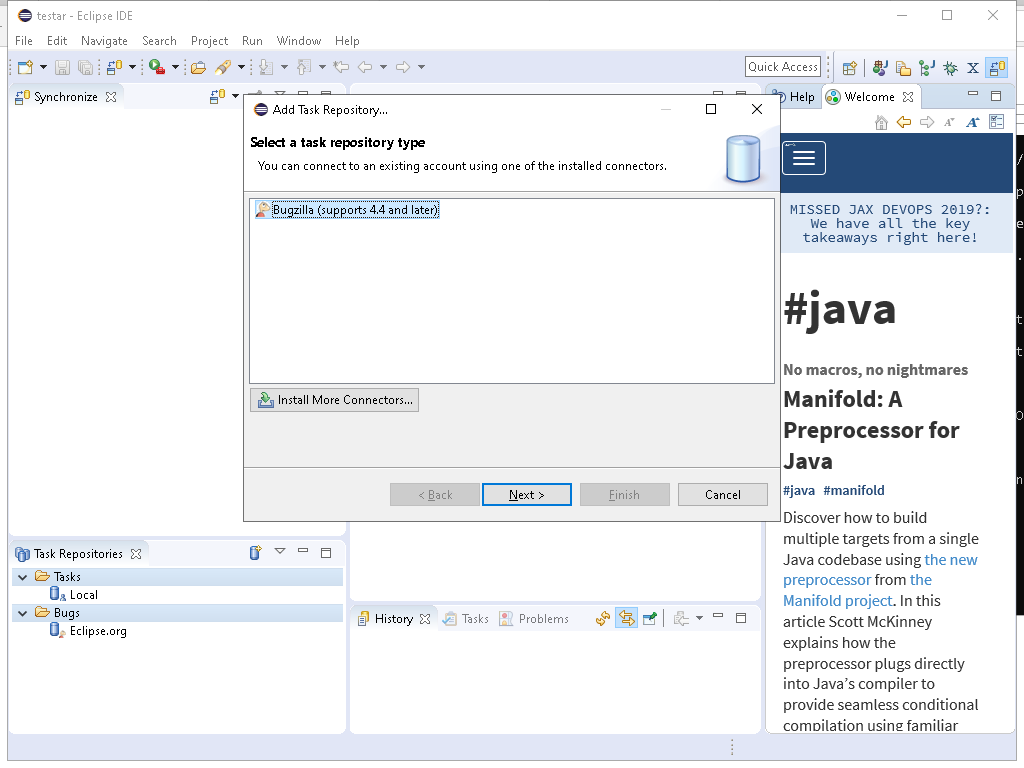 testar - Eclipse IDE
File Edit Navigate Search Project Run Window Help
Quick Access
Synchronize
Add Task Repository...
Select a task repository type
You can connect to an existing account using one of the installed connectors.
Bugzilla (supports 4.4 and later)
Install More Connectors...
< Back
Next >
Finish
Cancel
Help
Welcome
MISSED JAX DEVOPS 2019?:
We have all the key
takeaways right here!
#java
No macros, no nightmares
Manifold: A
Preprocessor for
Java
#java #manifold
Discover how to build
multiple targets from a single
Java codebase using the new
preprocessor from the
Manifold project. In this
article Scott McKinney
explains how the
preprocessor plugs directly
into Java's compiler to
provide seamless conditional
compilation using familiar
Task Repositories
Tasks
Local
Bugs
Eclipse.org
History
Tasks
Problems